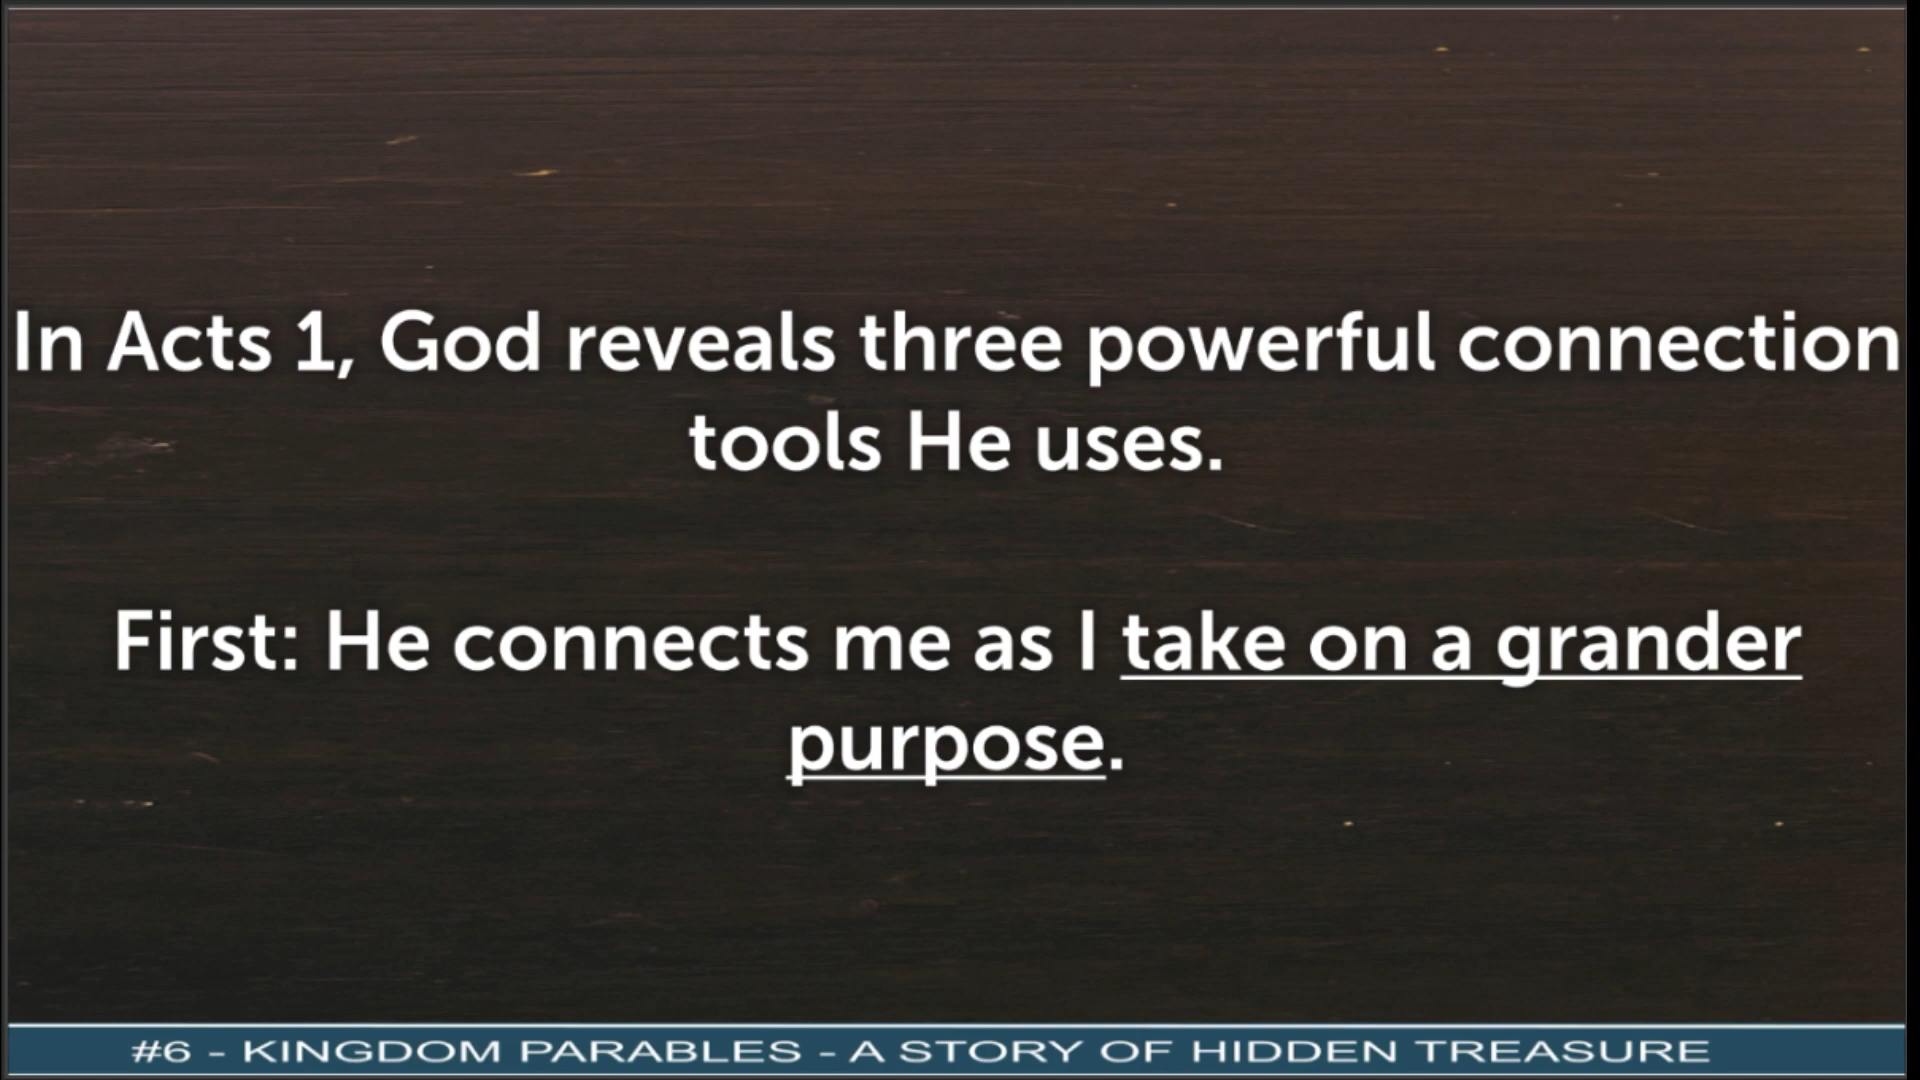 In Acts 1, God reveals three powerful connection
tools He uses.
First: He connects me as I take on a grander
purpose.
#6 - KINGDOM PARABLES - A STORY OF HIDDEN TREASURE